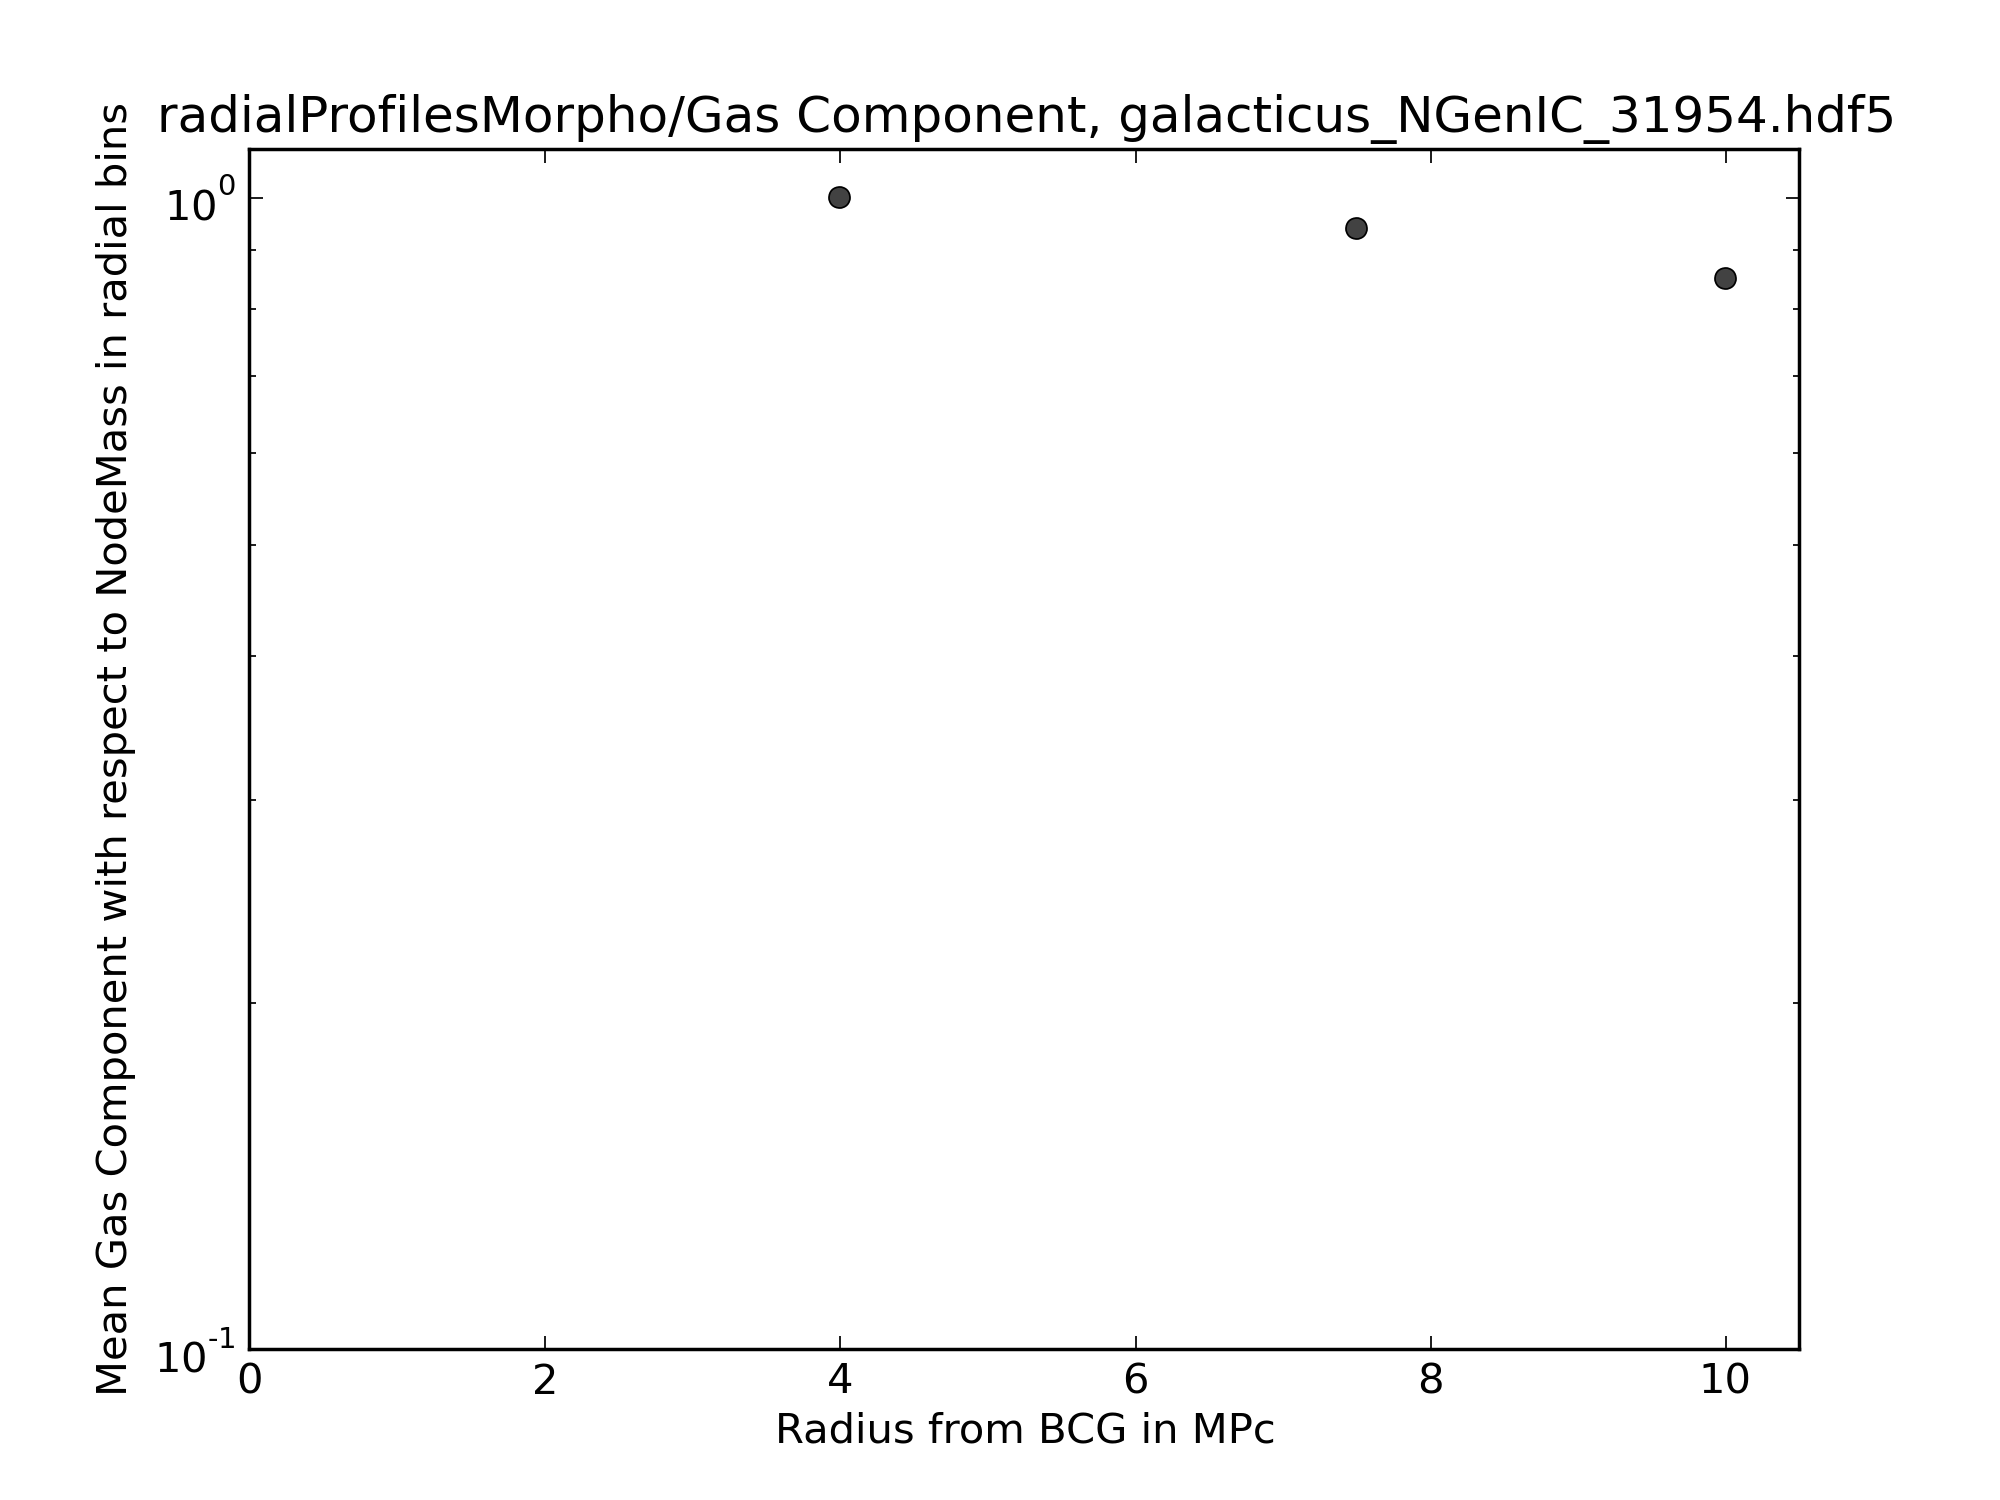 radialProfilesMorpho/Gas Component, galacticus_NGenIC_31954.hdf5
Mean Gas Component with respect to NodeMass in radial bins
10^0
10^-1
0 2 4 6 8 10
Radius from BCG in MPc